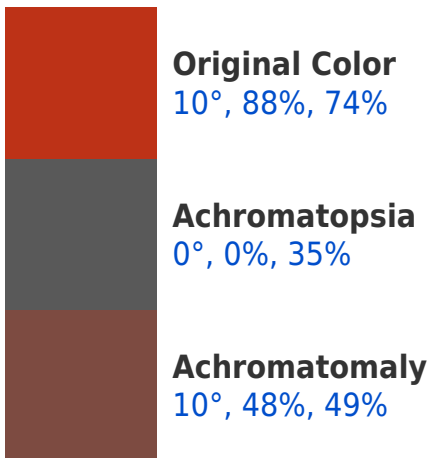 Original Color
10°, 88%, 74%
Achromatopsia
0°, 0%, 35%
Achromatomaly
10°, 48%, 49%